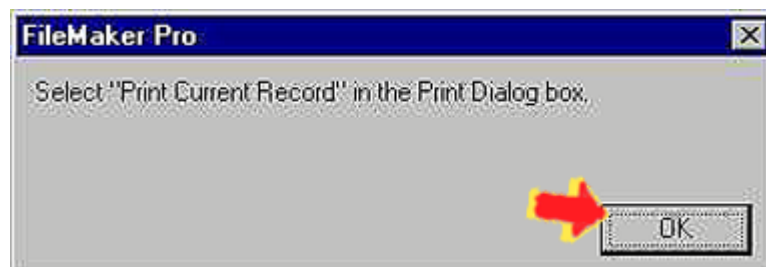 FileMaker Pro
Select "Print Current Record" in the Print Dialog box.
OK